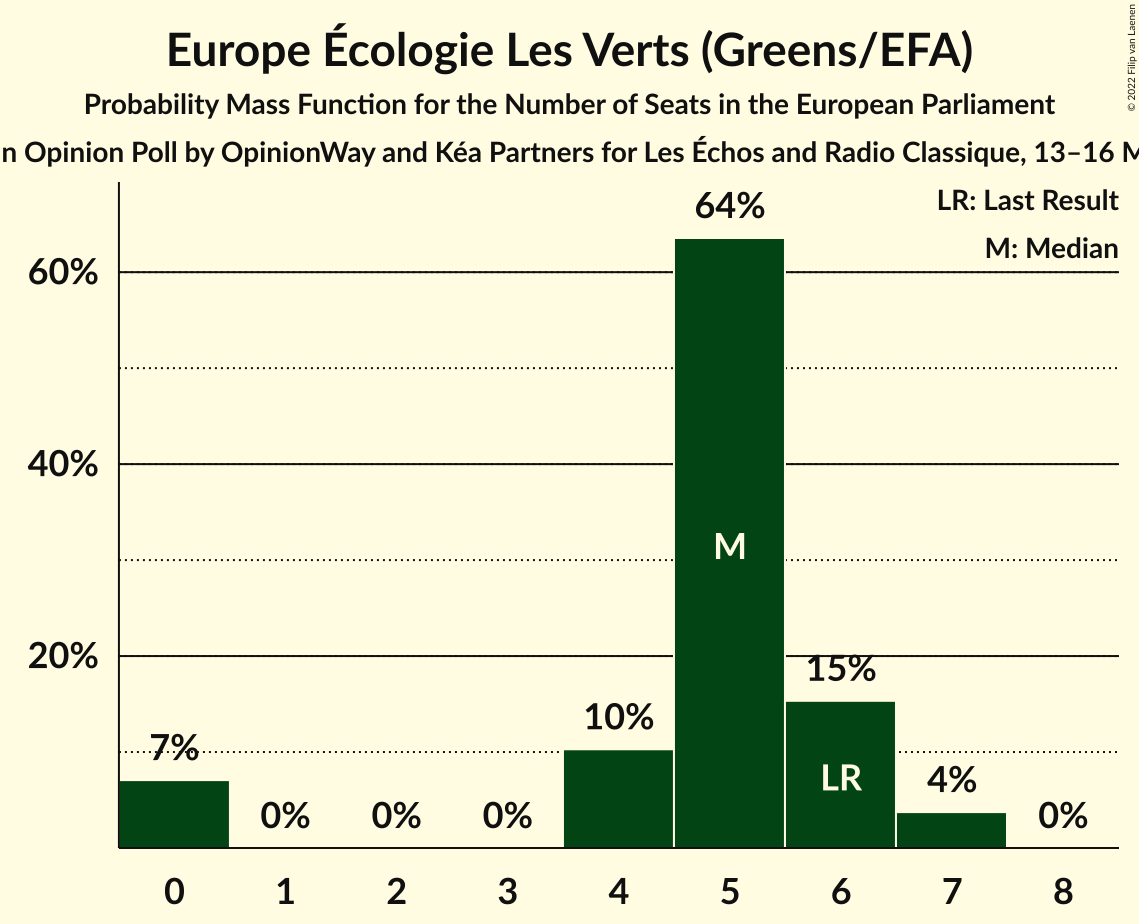 Europe Écologie Les Verts (Greens/EFA)
Probability Mass Function for the Number of Seats in the European Parliament
n Opinion Poll by OpinionWay and Kéa Partners for Les Échos and Radio Classique, 13–16 M
© 2022 Filip van Laenen
LR: Last Result
M: Median
64%
60%
40%
M
20%
15%
10%
7%
LR
4%
0% 0% 0% 0%
0 1 2 3 4 5 6 7 8